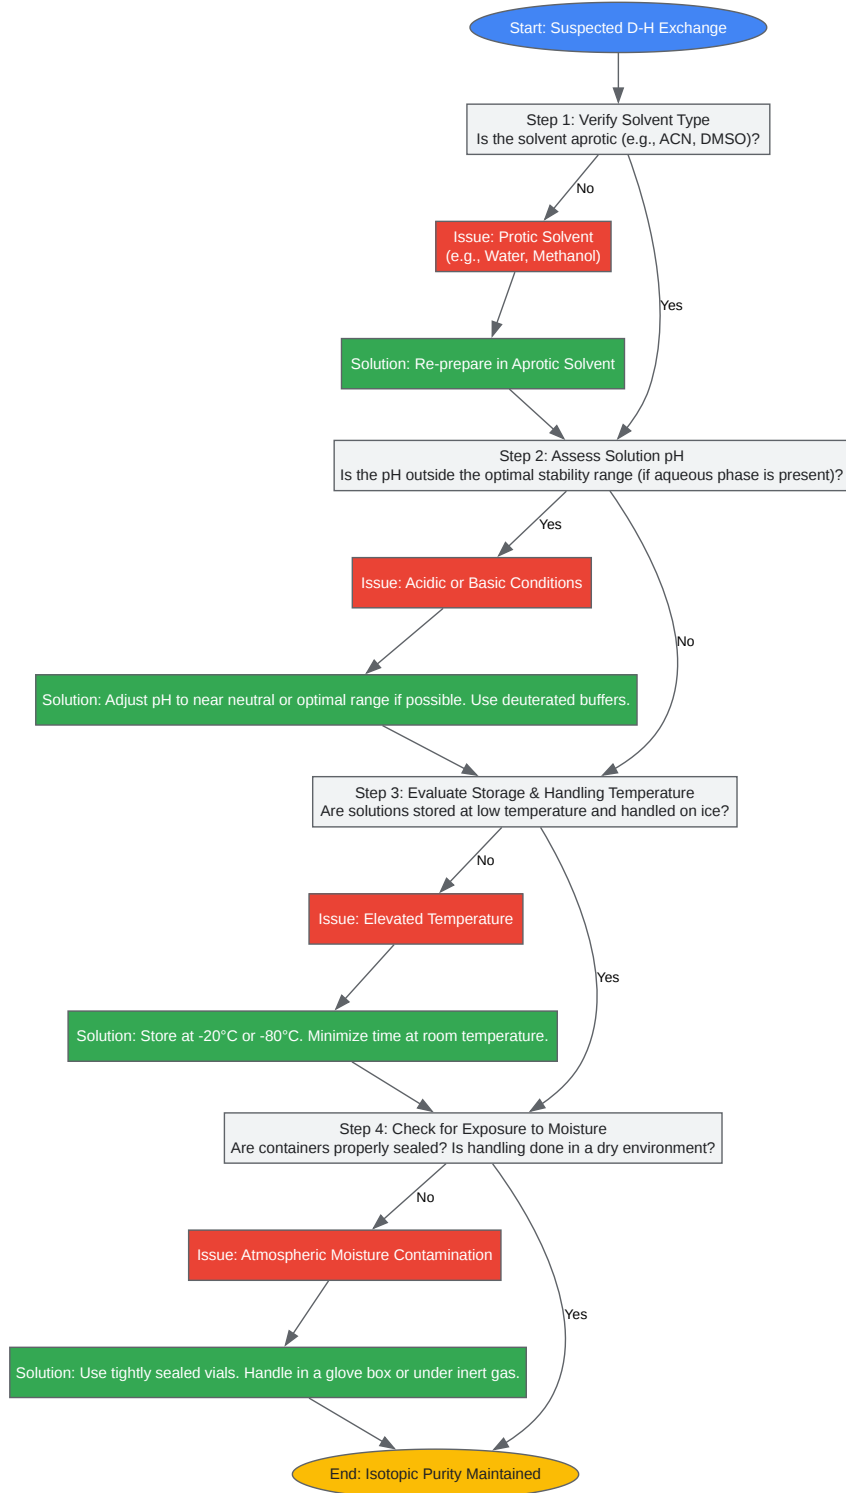 Start: Suspected D-H Exchange
Step 1: Verify Solvent Type
Is the solvent aprotic (e.g., ACN, DMSO)?
No
Issue: Protic Solvent
(e.g., Water, Methanol)
Yes
Solution: Re-prepare in Aprotic Solvent
Step 2: Assess Solution pH
Is the pH outside the optimal stability range (if aqueous phase is present)?
Yes
Issue: Acidic or Basic Conditions
No
Solution: Adjust pH to near neutral or optimal range if possible. Use deuterated buffers.
Step 3: Evaluate Storage & Handling Temperature
Are solutions stored at low temperature and handled on ice?
No
Issue: Elevated Temperature
Yes
Solution: Store at -20°C or -80°C. Minimize time at room temperature.
Step 4: Check for Exposure to Moisture
Are containers properly sealed? Is handling done in a dry environment?
No
Issue: Atmospheric Moisture Contamination
Yes
Solution: Use tightly sealed vials. Handle in a glove box or under inert gas.
End: Isotopic Purity Maintained